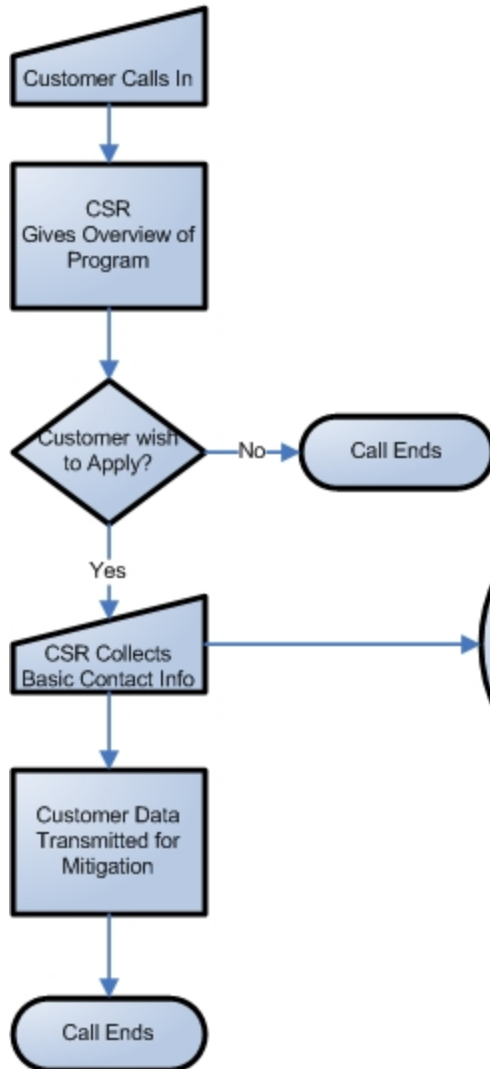 Customer Calls In
CSR
Gives Overview of
Program
Customer wish
to Apply?
No
Call Ends
Yes
CSR Collects
Basic Contact Info
Customer Data
Transmitted for
Mitigation
Call Ends